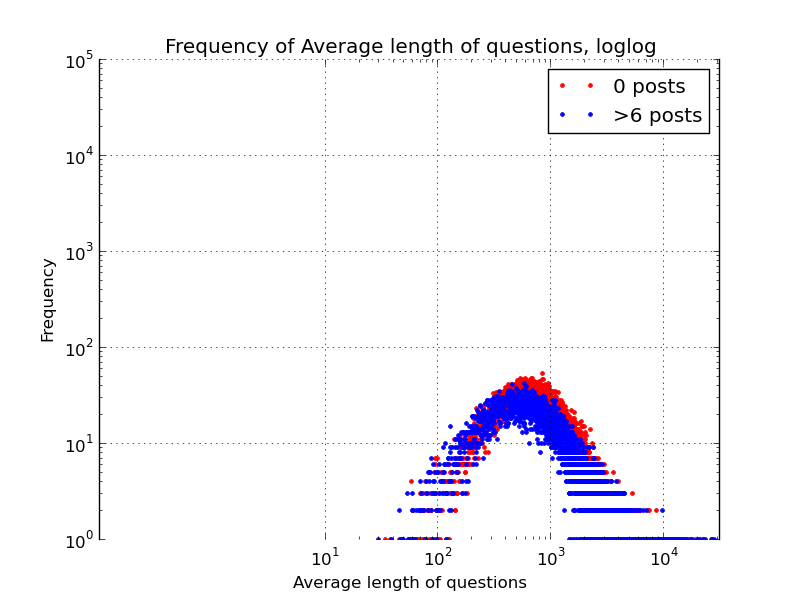 Frequency of Average length of questions, loglog
0 posts
>6 posts
10^5
10^4
10^3
10^2
10^1
10^0
Frequency
10^1 10^2 10^3 10^4
Average length of questions